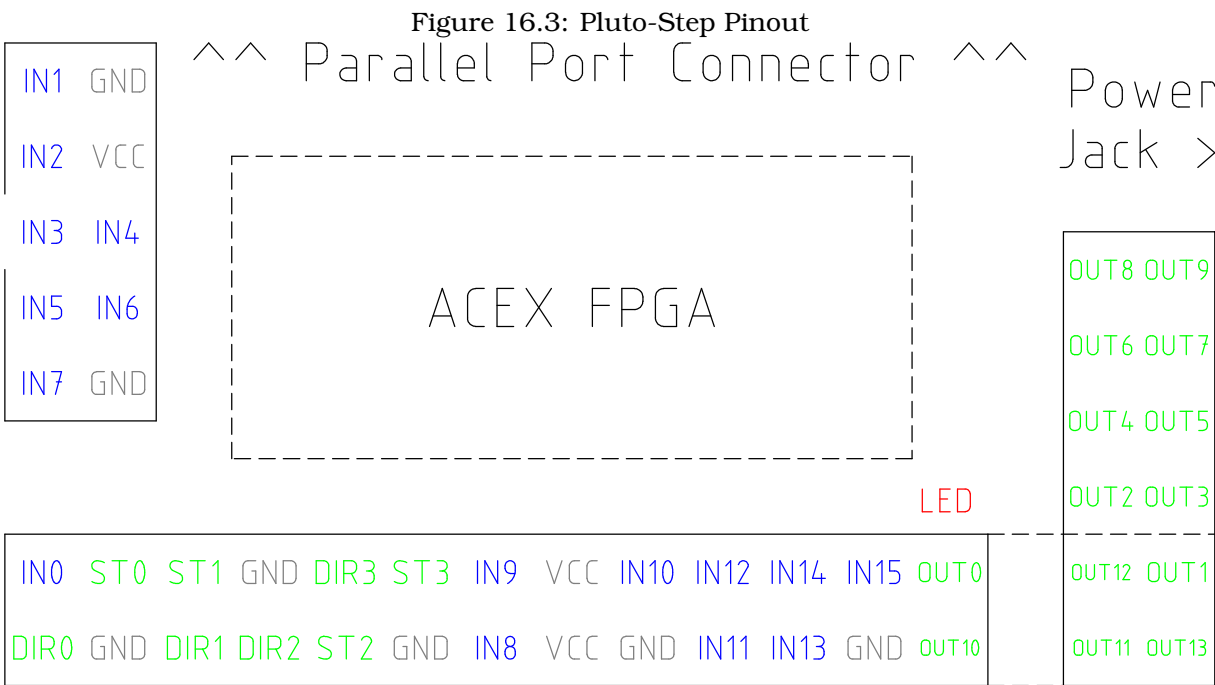 Figure 16.3: Pluto-Step Pinout
^^ Parallel Port Connector ^^
Power
Jack >
IN1 GND
IN2 VCC
IN3 IN4
IN5 IN6
IN7 GND
ACEX FPGA
OUT8 OUT9
OUT6 OUT7
OUT4 OUT5
OUT2 OUT3
LED
IN0 ST0 ST1 GND DIR3 ST3 IN9 VCC IN10 IN12 IN14 IN15 OUT0
OUT12 OUT1
DIR0 GND DIR1 DIR2 ST2 GND IN8 VCC GND IN11 IN13 GND OUT10
OUT11 OUT13